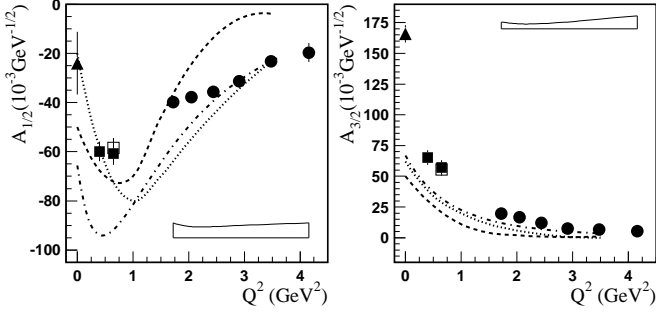 A1/2(10-3GeV-1/2)
0
-20
-40
-60
-80
-100
0 1 2 3 4
Q2 (GeV2)
A3/2(10-3GeV-1/2)
175
150
125
100
75
50
25
0
0 1 2 3 4
Q2 (GeV2)